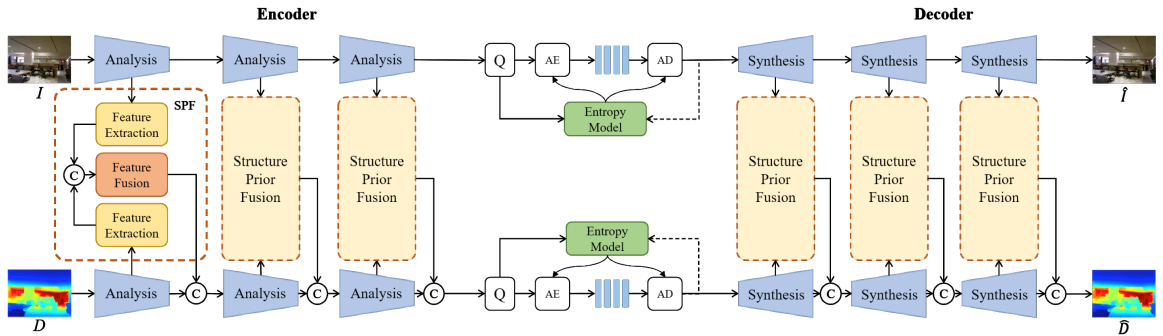 Encoder
Decoder
Analysis
Analysis
Analysis
Q
AE
AD
Synthesis
Synthesis
Synthesis
I
Î
SPF
Feature
Extraction
C
Feature
Fusion
Feature
Extraction
Structure
Prior
Fusion
Structure
Prior
Fusion
Entropy
Model
Structure
Prior
Fusion
Structure
Prior
Fusion
Structure
Prior
Fusion
Entropy
Model
Analysis
C
Analysis
C
Analysis
C
Q
AE
AD
Synthesis
C
Synthesis
C
Synthesis
C
D
D̂